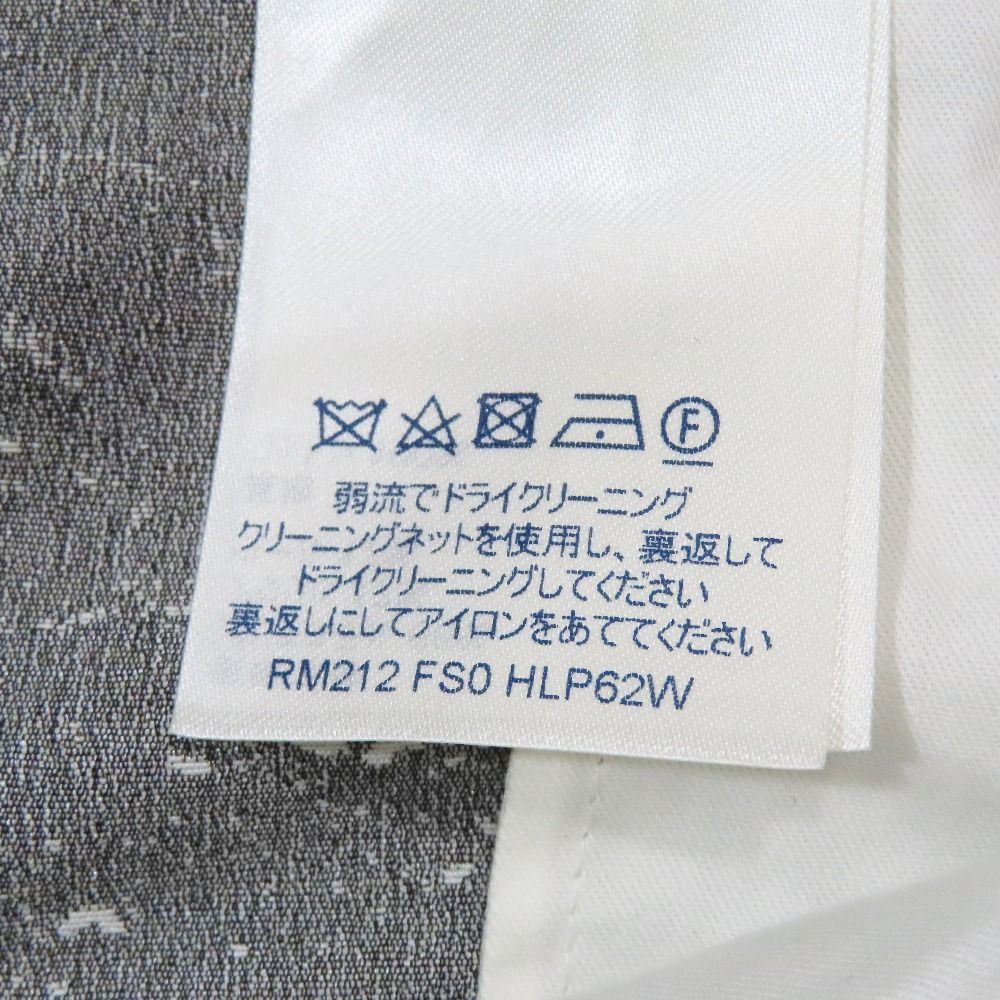 F
弱流でドライクリーニング
クリーニングネットを使用し、裏返して
ドライクリーニングしてください
裏返しにしてアイロンをあててください
RM212 FS0 HLP62W